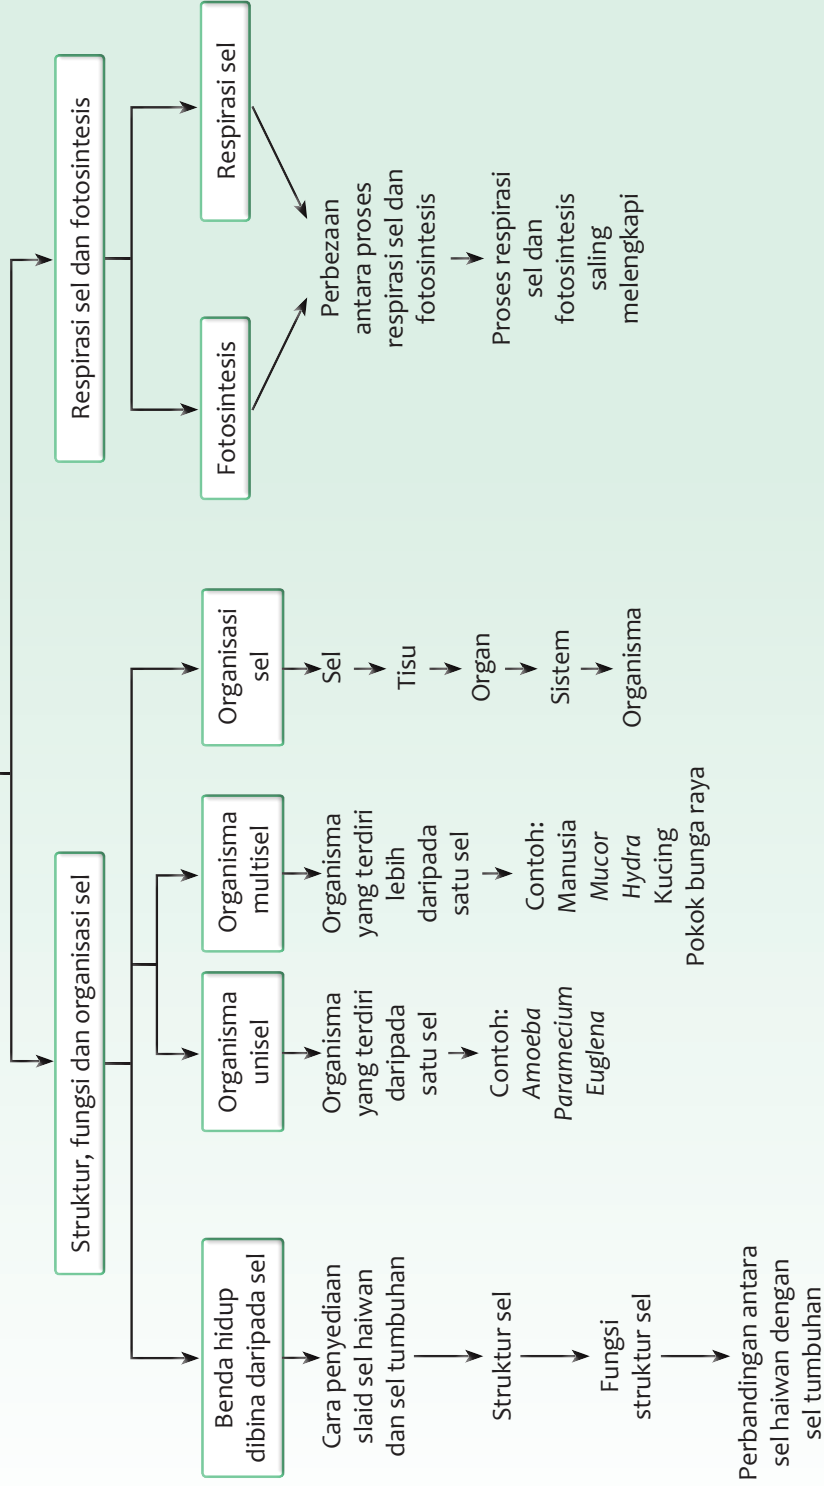 Struktur, fungsi dan organisasi sel
Benda hidup
dibina daripada sel
Cara penyediaan
slaid sel haiwan
dan sel tumbuhan
Struktur sel
Fungsi
struktur sel
Perbandingan antara
sel haiwan dengan
sel tumbuhan
Organisma
unisel
Organisma
yang terdiri
daripada
satu sel
Contoh:
Amoeba
Paramecium
Euglena
Organisma
multisel
Organisma
yang terdiri
lebih
daripada
satu sel
Contoh:
Manusia
Mucor
Hydra
Kucing
Pokok bunga raya
Organisasi
sel
Sel
Tisu
Organ
Sistem
Organisma
Respirasi sel dan fotosintesis
Fotosintesis
Respirasi sel
Perbezaan
antara proses
respirasi sel dan
fotosintesis
Proses respirasi
sel dan
fotosintesis
saling
melengkapi